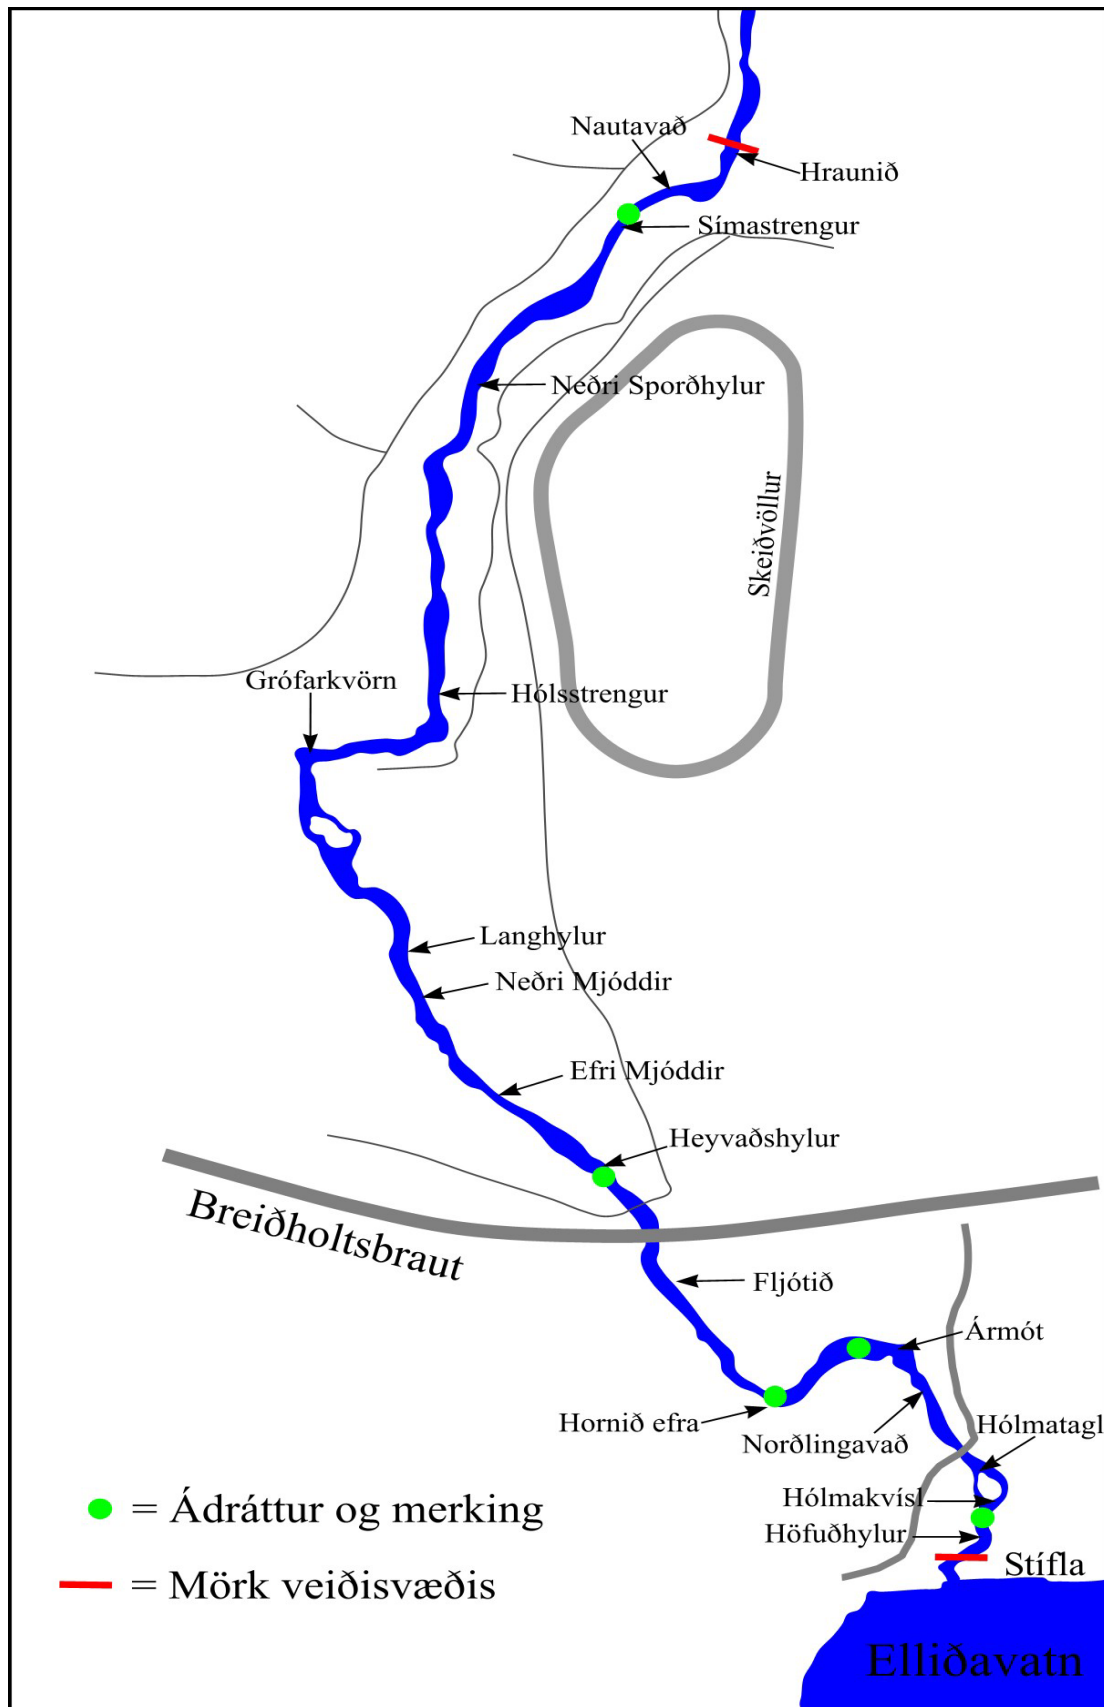 Nautavað
Hraunið
Símastrengur
Neðri Sporðhylur
Skeiðvöllur
Grófarkvörn
Hólsstrengur
Langhylur
Neðri Mjóddir
Efri Mjóddir
Heyvaðshylur
Breiðholtsbraut
Fljótið
Ármót
Hornið efra
Norðlingavað
Hólmatagl
Hólmakvísl
Höfuðhylur
Stífla
= Ádráttur og merking
= Mörk veiðisvæðis
Elliðavatn